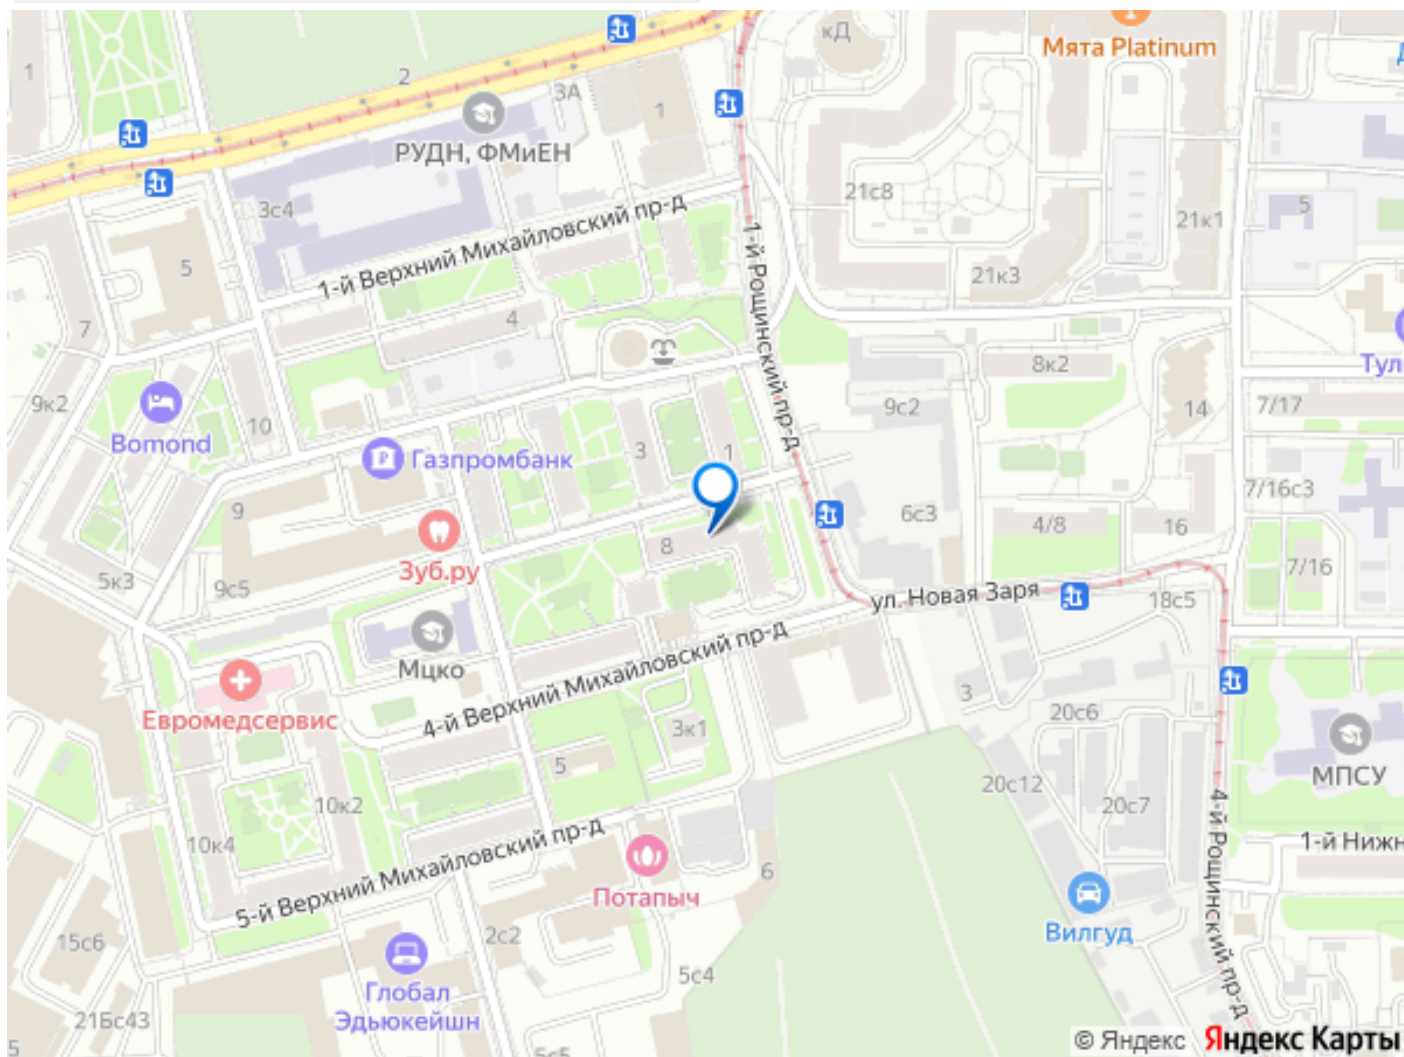 кД
Мята Platinum
1
2
3А
1
РУДН, ФМиЕН
3с4
21с8
5
21к1
1-й Верхний Михайловский пр-д
1-й Рощинский пр-д
5
21к3
7
4
8к2
Тул
9к2
Bomond
10
9с2
14
7/17
3
1
Газпромбанк
9
7/16с3
6с3
4/8
16
8
Зуб.ру
5к3
9с5
7/16
ул. Новая Заря
18с5
Мцко
4-й Верхний Михайловский пр-д
Евромедсервис
3
20с6
3к1
5
МПСУ
20с12
20с7
10к2
10к4
4-й Рощинский пр-д
1-й Нижн
5-й Верхний Михайловский пр-д
6
Потапыч
Вилгуд
15с6
2с2
5с4
Глобал
Эдьюкейшн
21Бс43
5
© Яндекс Яндекс Карты